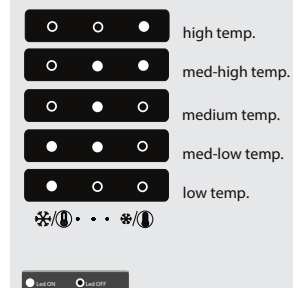 high temp.
med-high temp.
medium temp.
med-low temp.
low temp.
Led ON Led OFF